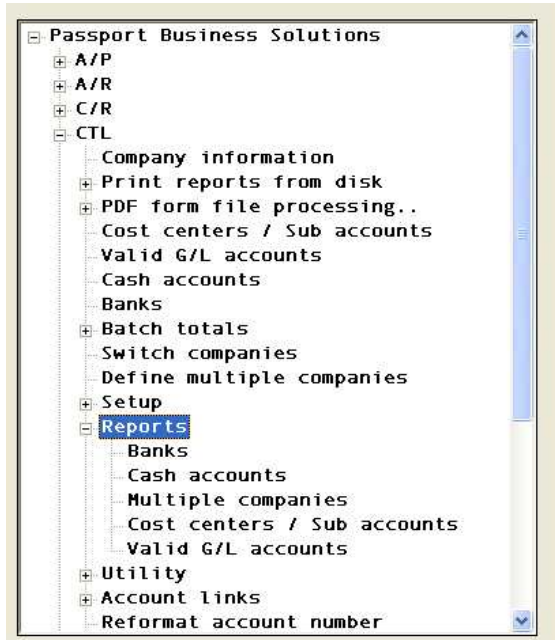 Passport Business Solutions
A/P
A/R
C/R
CTL
Company information
Print reports from disk
PDF form file processing..
Cost centers / Sub accounts
Valid G/L accounts
Cash accounts
Banks
Batch totals
Switch companies
Define multiple companies
Setup
Reports
Banks
Cash accounts
Multiple companies
Cost centers / Sub accounts
Valid G/L accounts
Utility
Account links
Reformat account number